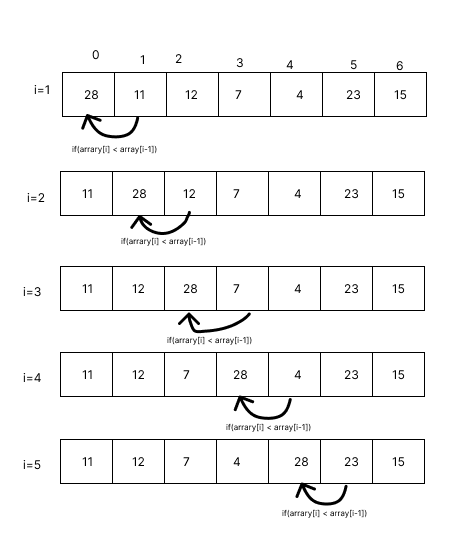 0 1 2 3 4 5 6
i=1 28 11 12 7 4 23 15
if(arrary[i] < array[i-1])
i=2 11 28 12 7 4 23 15
if(arrary[i] < array[i-1])
i=3 11 12 28 7 4 23 15
if(arrary[i] < array[i-1])
i=4 11 12 7 28 4 23 15
if(arrary[i] < array[i-1])
i=5 11 12 7 4 28 23 15
if(arrary[i] < array[i-1])